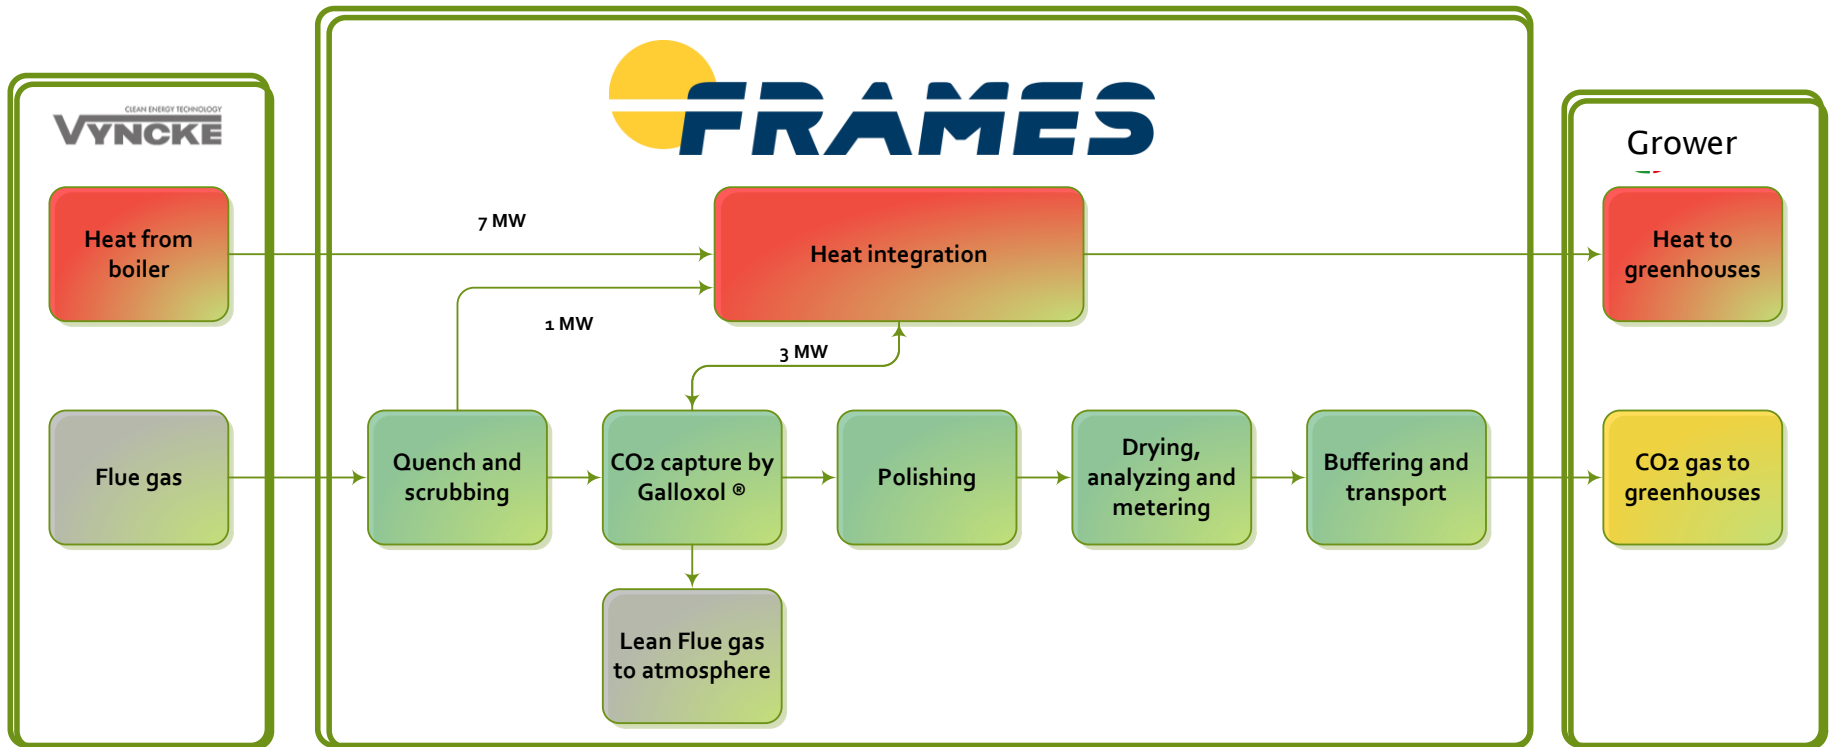 CLEAN ENERGY TECHNOLOGY
VYNCKE
FRAMES
Grower
Heat from
boiler
7 MW
Heat integration
Heat to
greenhouses
1 MW
3 MW
Flue gas
Quench and
scrubbing
CO2 capture by
Galloxol ®
Polishing
Drying,
analyzing and
metering
Buffering and
transport
CO2 gas to
greenhouses
Lean Flue gas
to atmosphere